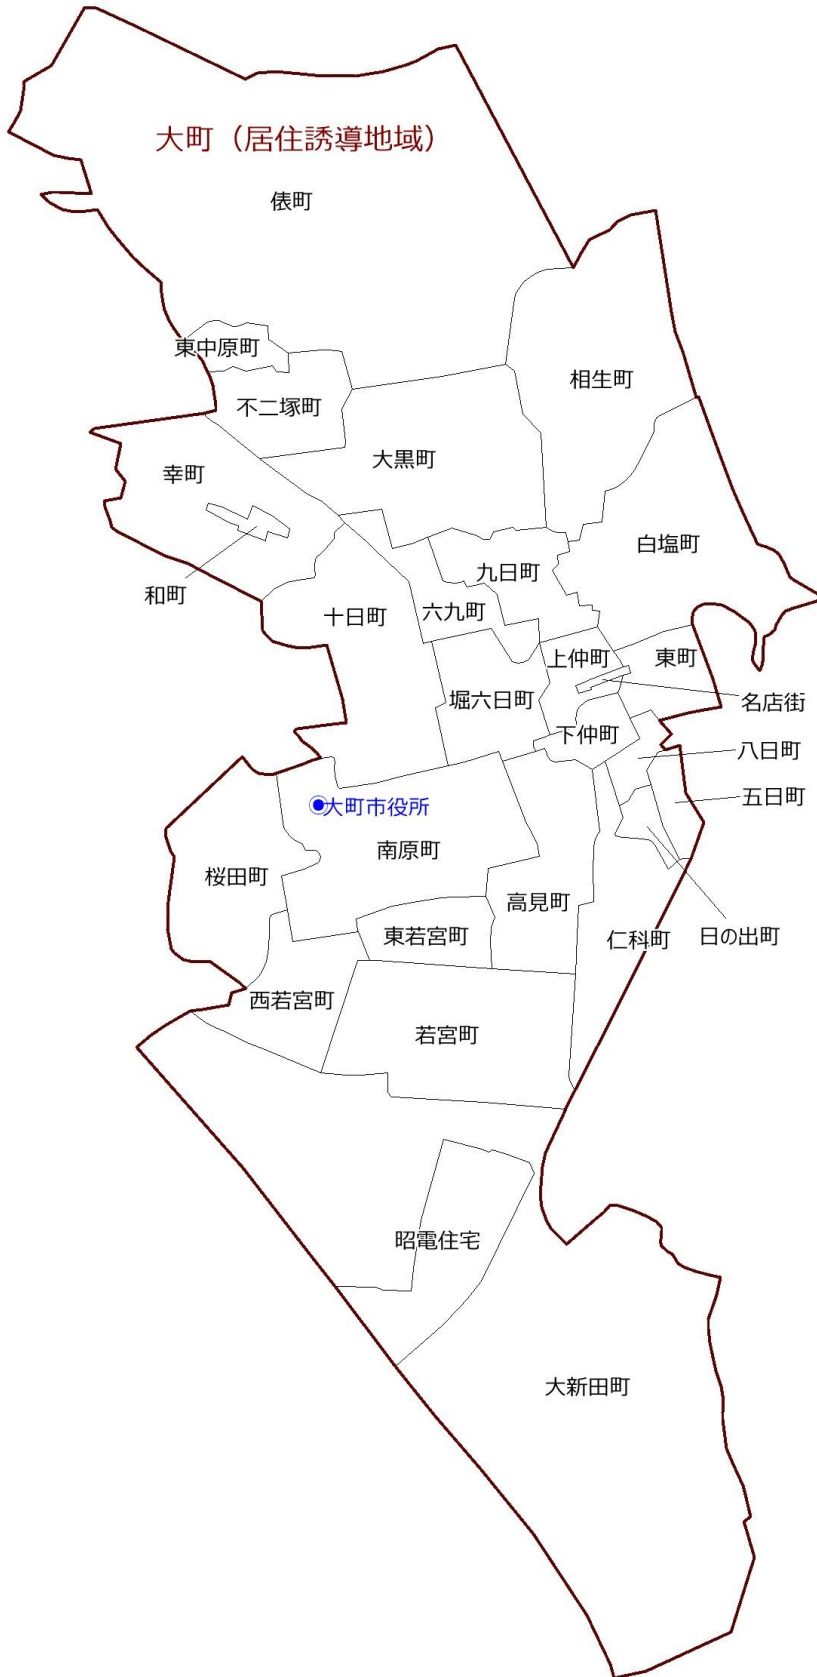 大町（居住誘導地域）
俵町
東中原町
相生町
不二塚町
大黒町
幸町
白塩町
九日町
和町
六九町
十日町
上仲町
東町
堀六日町
名店街
下仲町
八日町
五日町
大町市役所
南原町
桜田町
高見町
東若宮町
仁科町
日の出町
西若宮町
若宮町
昭電住宅
大新田町